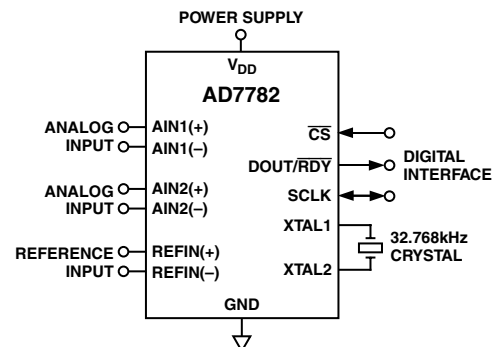 POWER SUPPLY
VDD
AD7782
ANALOG
INPUT
AIN1(+)
AIN1(–)
ANALOG
INPUT
AIN2(+)
AIN2(–)
REFERENCE
INPUT
REFIN(+)
REFIN(–)
CS
DOUT/RDY
SCLK
DIGITAL
INTERFACE
XTAL1
XTAL2
32.768kHz
CRYSTAL
GND